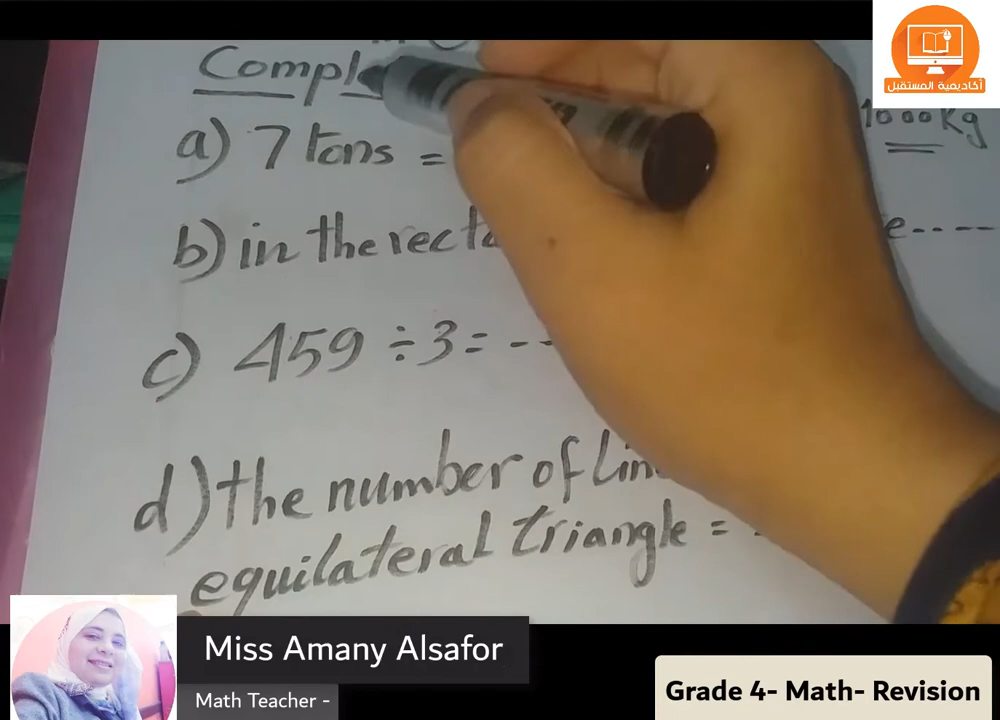 أكاديمية المستقبل
Compl
1000 Kg
a) 7 tons =
b) in the rect e....
c) 459 ÷ 3 = --
d) the number of Lin
equilateral triangle =
Miss Amany Alsafor
Math Teacher -
Grade 4- Math- Revision